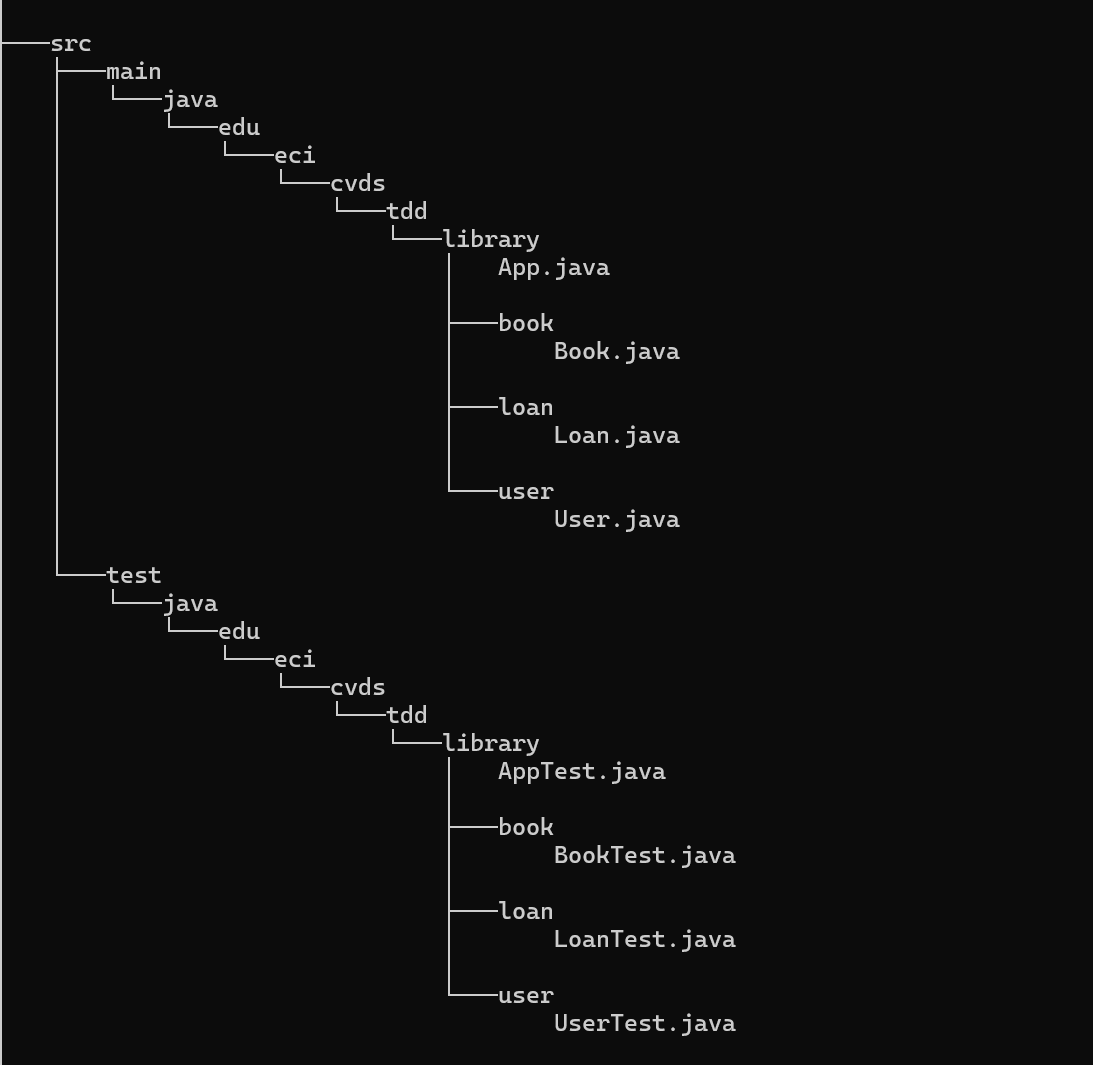 src
main
java
edu
eci
cvds
tdd
library
App.java
book
Book.java
loan
Loan.java
user
User.java
test
java
edu
eci
cvds
tdd
library
AppTest.java
book
BookTest.java
loan
LoanTest.java
user
UserTest.java